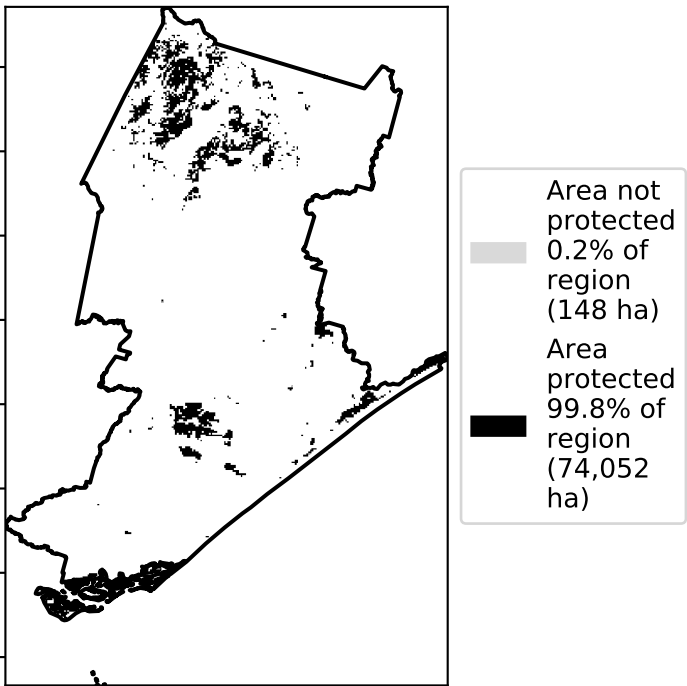 Area not
protected
0.2% of
region
(148 ha)
Area
protected
99.8% of
region
(74,052
ha)